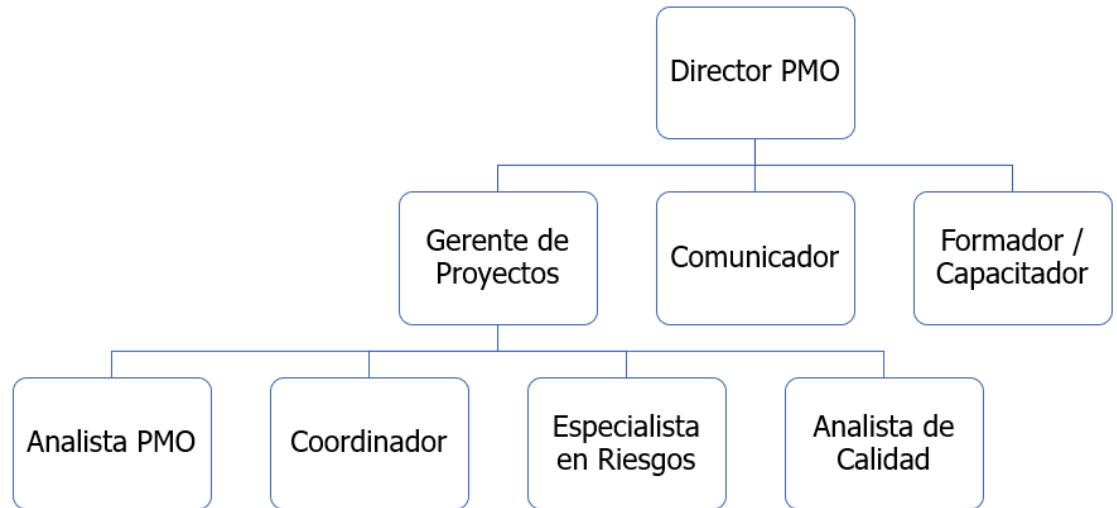 Director PMO
Gerente de
Proyectos
Comunicador
Formador /
Capacitador
Analista PMO
Coordinador
Especialista
en Riesgos
Analista de
Calidad